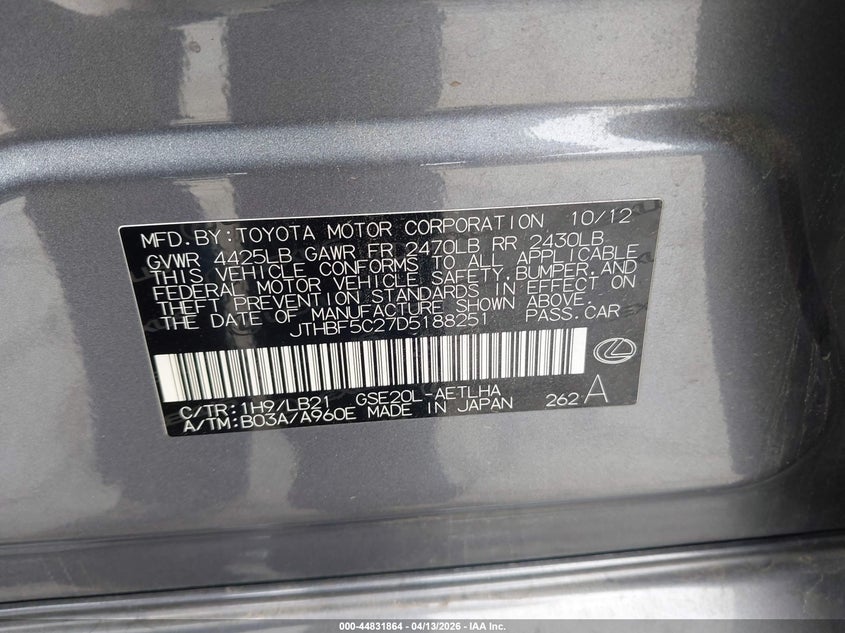 MFD. BY: TOYOTA MOTOR CORPORATION 10/12
GVWR 4425LB GAWR FR 2470LB RR 2430LB
THIS VEHICLE CONFORMS TO ALL APPLICABLE
FEDERAL MOTOR VEHICLE SAFETY, BUMPER, AND
THEFT PREVENTION STANDARDS IN EFFECT ON
THE DATE OF MANUFACTURE SHOWN ABOVE.
JTHBF5C27D5188251 PASS. CAR
C/TR: 1H9/LB21 GSE20L-AETLHA
A/TM: B03A/A960E MADE IN JAPAN 262 A
000-44831864 | 04/13/2026 - IAA Inc.